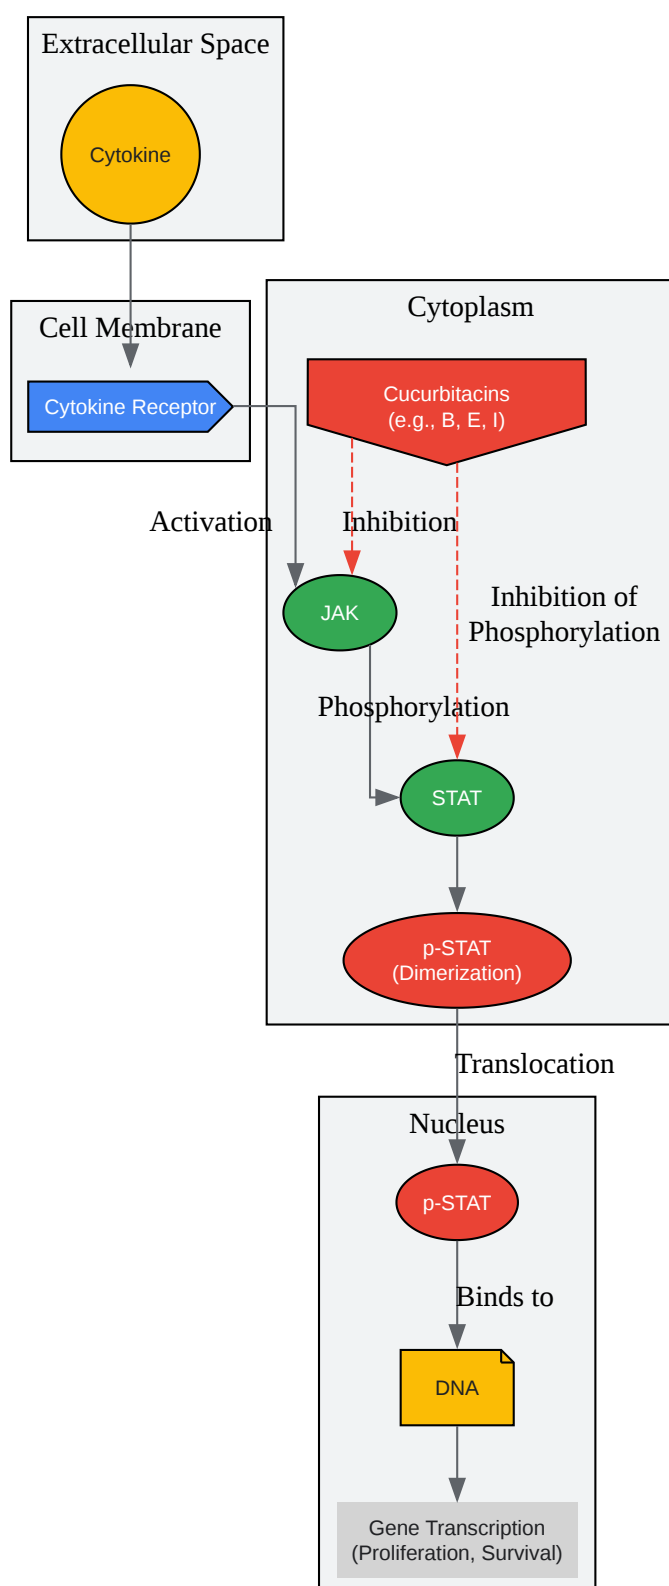 Extracellular Space
Cytokine
Cell Membrane
Cytokine Receptor
Cytoplasm
Cucurbitacins
(e.g., B, E, I)
Activation
Inhibition
JAK
Inhibition of
Phosphorylation
Phosphorylation
STAT
p-STAT
(Dimerization)
Translocation
Nucleus
p-STAT
Binds to
DNA
Gene Transcription
(Proliferation, Survival)